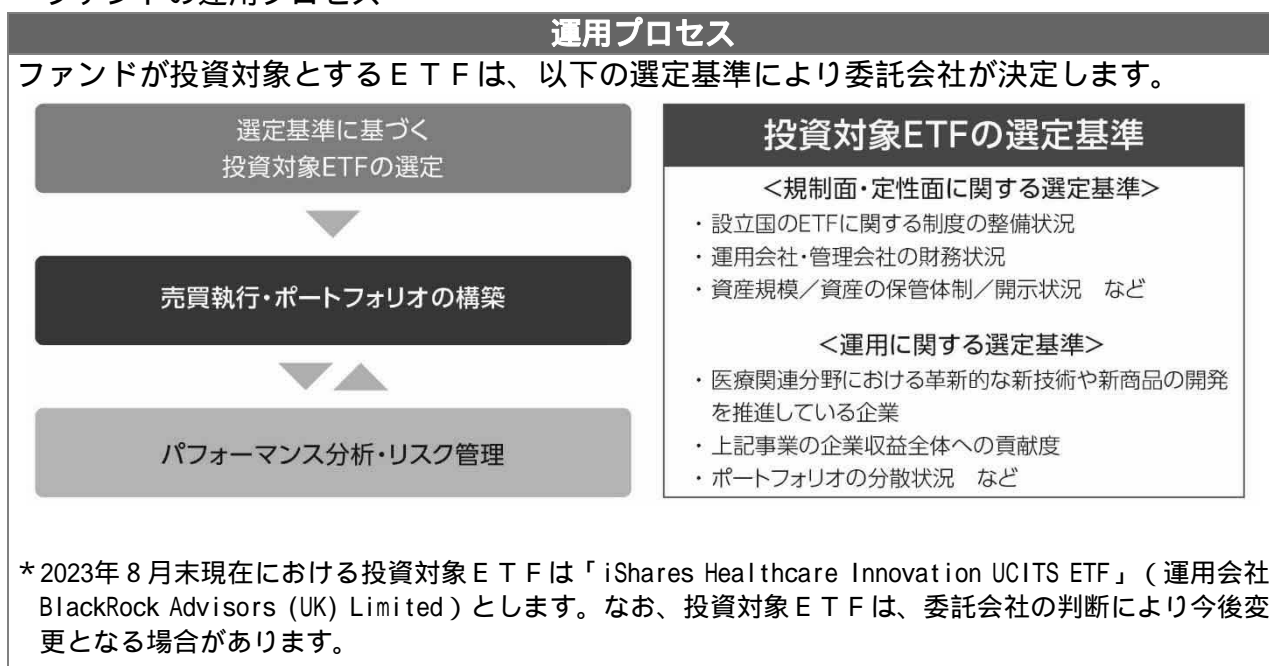 ファンドの運用プロセス
運用プロセス
ファンドが投資対象とするＥＴＦは、以下の選定基準により委託会社が決定します。
選定基準に基づく
投資対象ETFの選定
売買執行・ポートフォリオの構築
パフォーマンス分析・リスク管理
投資対象ETFの選定基準
＜規制面・定性面に関する選定基準＞
・設立国のETFに関する制度の整備状況
・運用会社・管理会社の財務状況
・資産規模／資産の保管体制／開示状況　など
＜運用に関する選定基準＞
・医療関連分野における革新的な新技術や新商品の開発
を推進している企業
・上記事業の企業収益全体への貢献度
・ポートフォリオの分散状況　など
＊2023年８月末現在における投資対象ＥＴＦは「iShares Healthcare Innovation UCITS ETF」（運用会社
BlackRock Advisors (UK) Limited）とします。なお、投資対象ＥＴＦは、委託会社の判断により今後変
更となる場合があります。